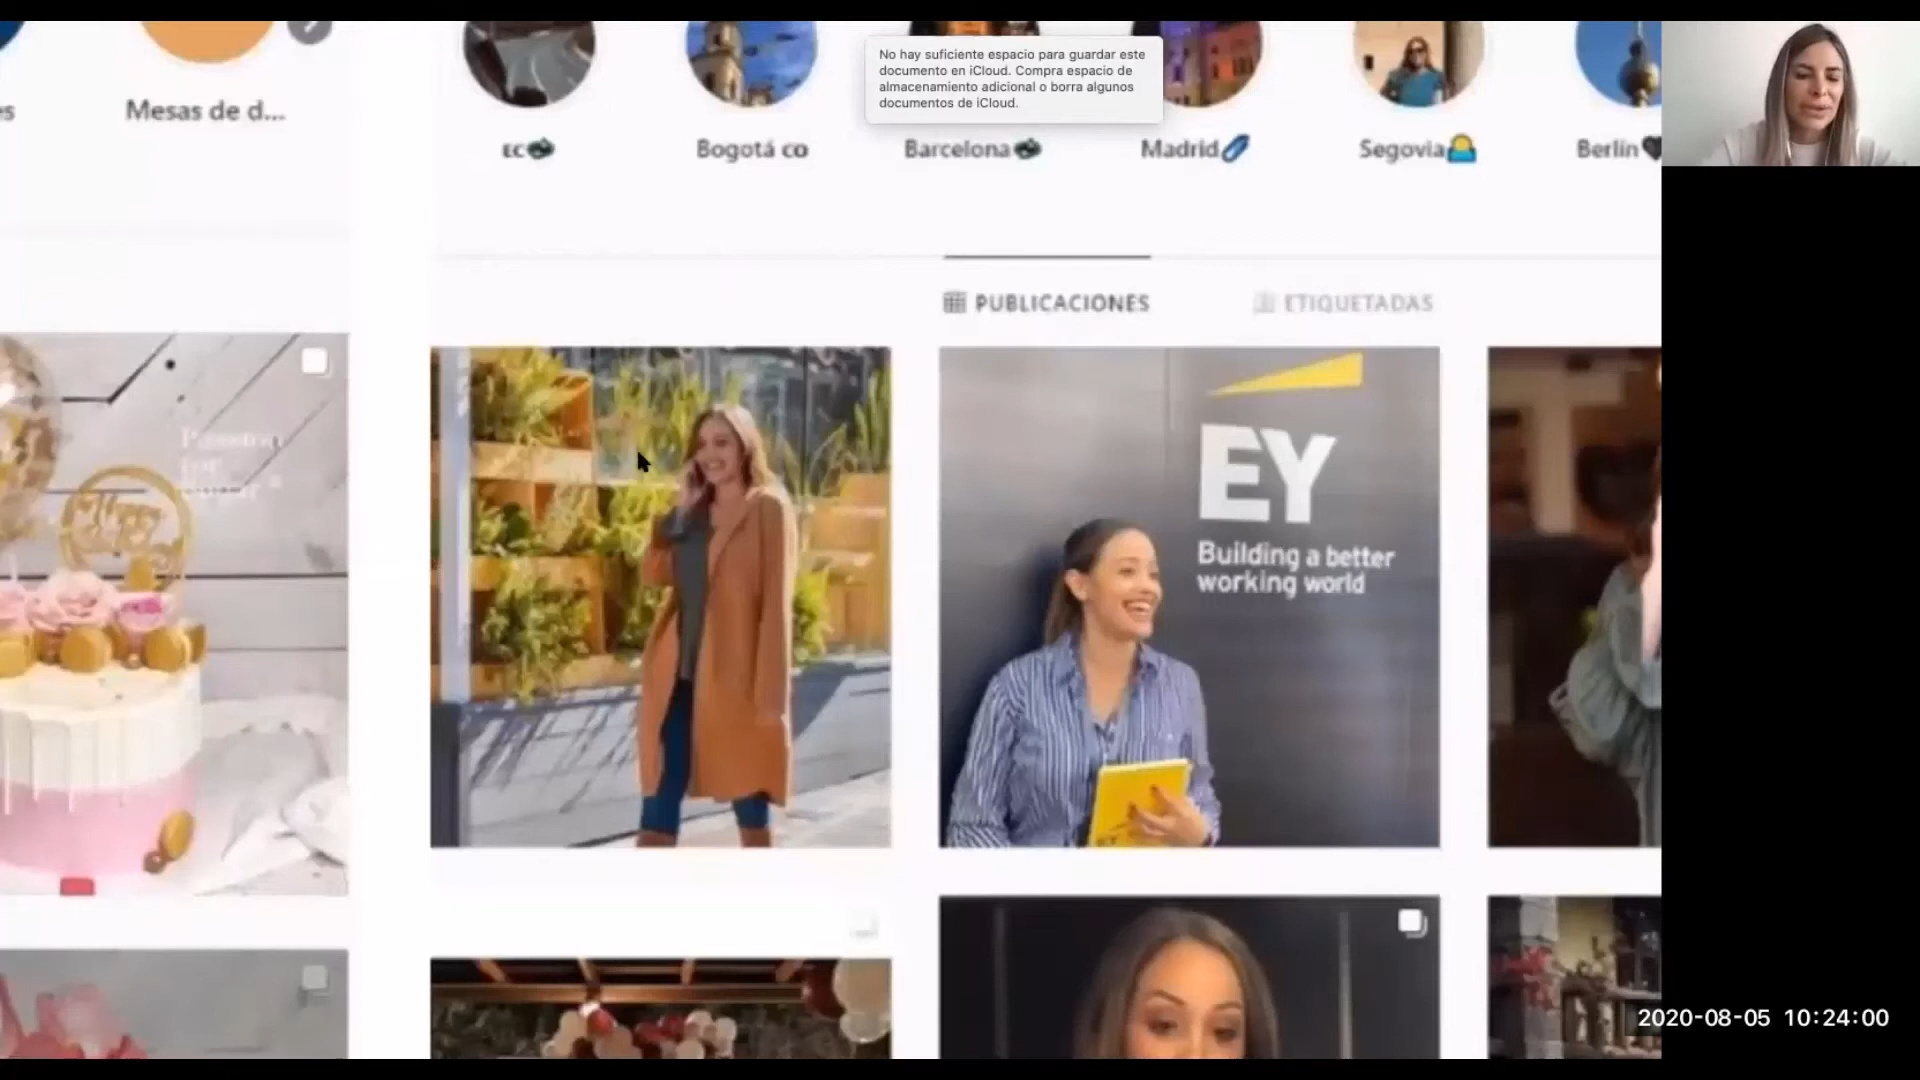 No hay suficiente espacio para guardar este
documento en iCloud. Compra espacio de
almacenamiento adicional o borra algunos
documentos de iCloud.
Mesas de d...
EC
Bogotá CO
Barcelona
Madrid
Segovia
Berlín
PUBLICACIONES
ETIQUETADAS
EY
Building a better
working world
2020-08-05 10:24:00